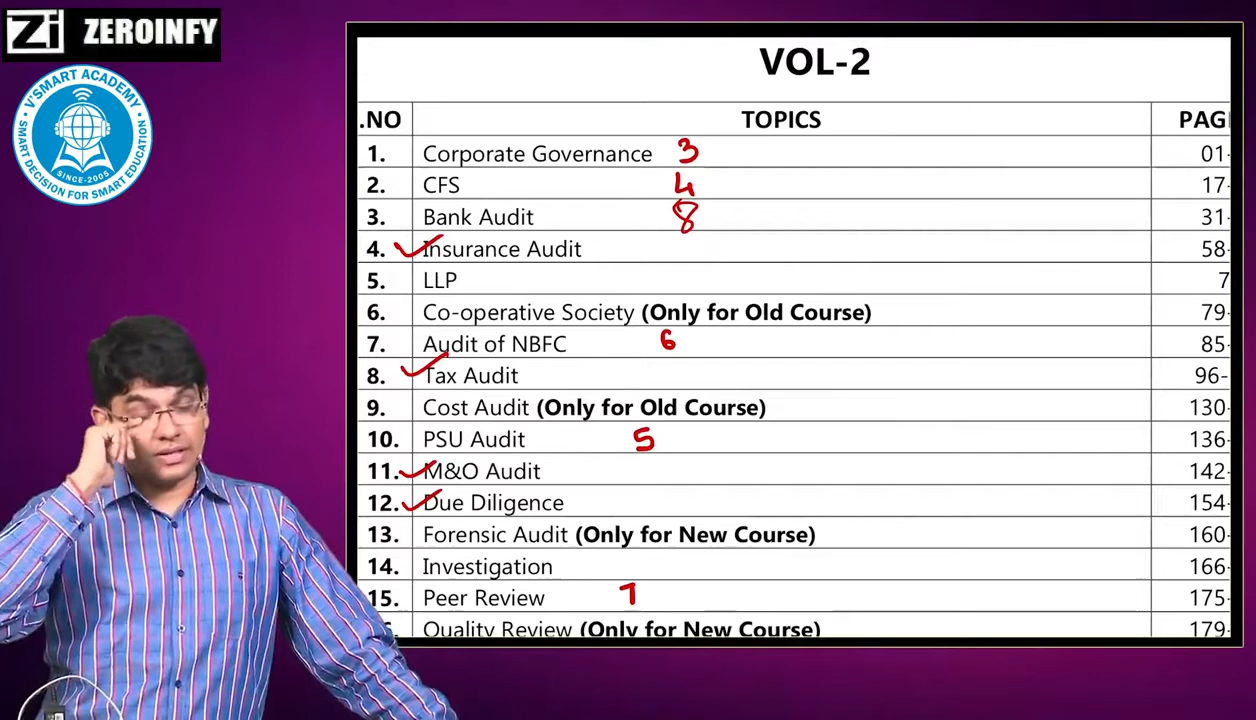 Zi ZEROINFY
V'SMART ACADEMY
SMART DECISION FOR SMART EDUCATION
SINCE-2005
VOL-2
.NO TOPICS PAG
1. Corporate Governance 3 01-
2. CFS 4 17-
3. Bank Audit 8 31-
4. Insurance Audit 58-
5. LLP 7
6. Co-operative Society (Only for Old Course) 79-
7. Audit of NBFC 6 85-
8. Tax Audit 96-
9. Cost Audit (Only for Old Course) 130-
10. PSU Audit 5 136-
11. M&O Audit 142-
12. Due Diligence 154-
13. Forensic Audit (Only for New Course) 160-
14. Investigation 166-
15. Peer Review 7 175-
Quality Review (Only for New Course) 179-